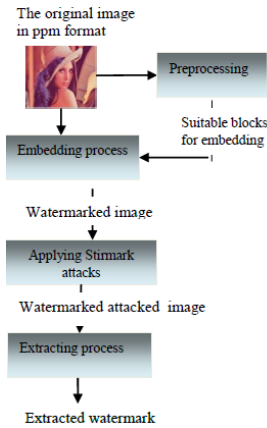 The original image
in ppm format
Preprocessing
Suitable blocks
for embedding
Embedding process
Watermarked image
Applying Stirmark
attacks
Watermarked attacked image
Extracting process
Extracted watermark